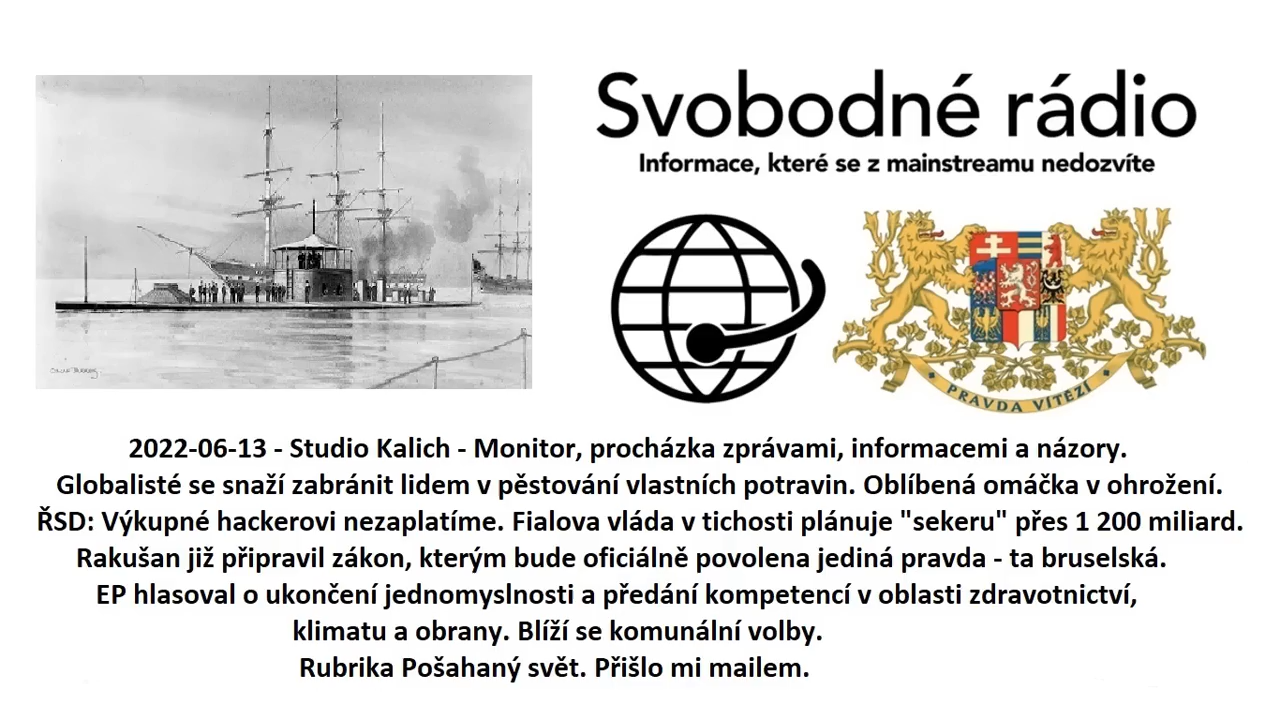 Svobodné rádio
Informace, které se z mainstreamu nedozvíte
PRAVDA VÍTĚZÍ
2022-06-13 - Studio Kalich - Monitor, procházka zprávami, informacemi a názory.
Globalisté se snaží zabránit lidem v pěstování vlastních potravin. Oblíbená omáčka v ohrožení.
ŘSD: Výkupné hackerovi nezaplatíme. Fialova vláda v tichosti plánuje "sekeru" přes 1 200 miliard.
Rakušan již připravil zákon, kterým bude oficiálně povolena jediná pravda - ta bruselská.
EP hlasoval o ukončení jednomyslnosti a předání kompetencí v oblasti zdravotnictví,
klimatu a obrany. Blíží se komunální volby.
Rubrika Pošahaný svět. Přišlo mi mailem.